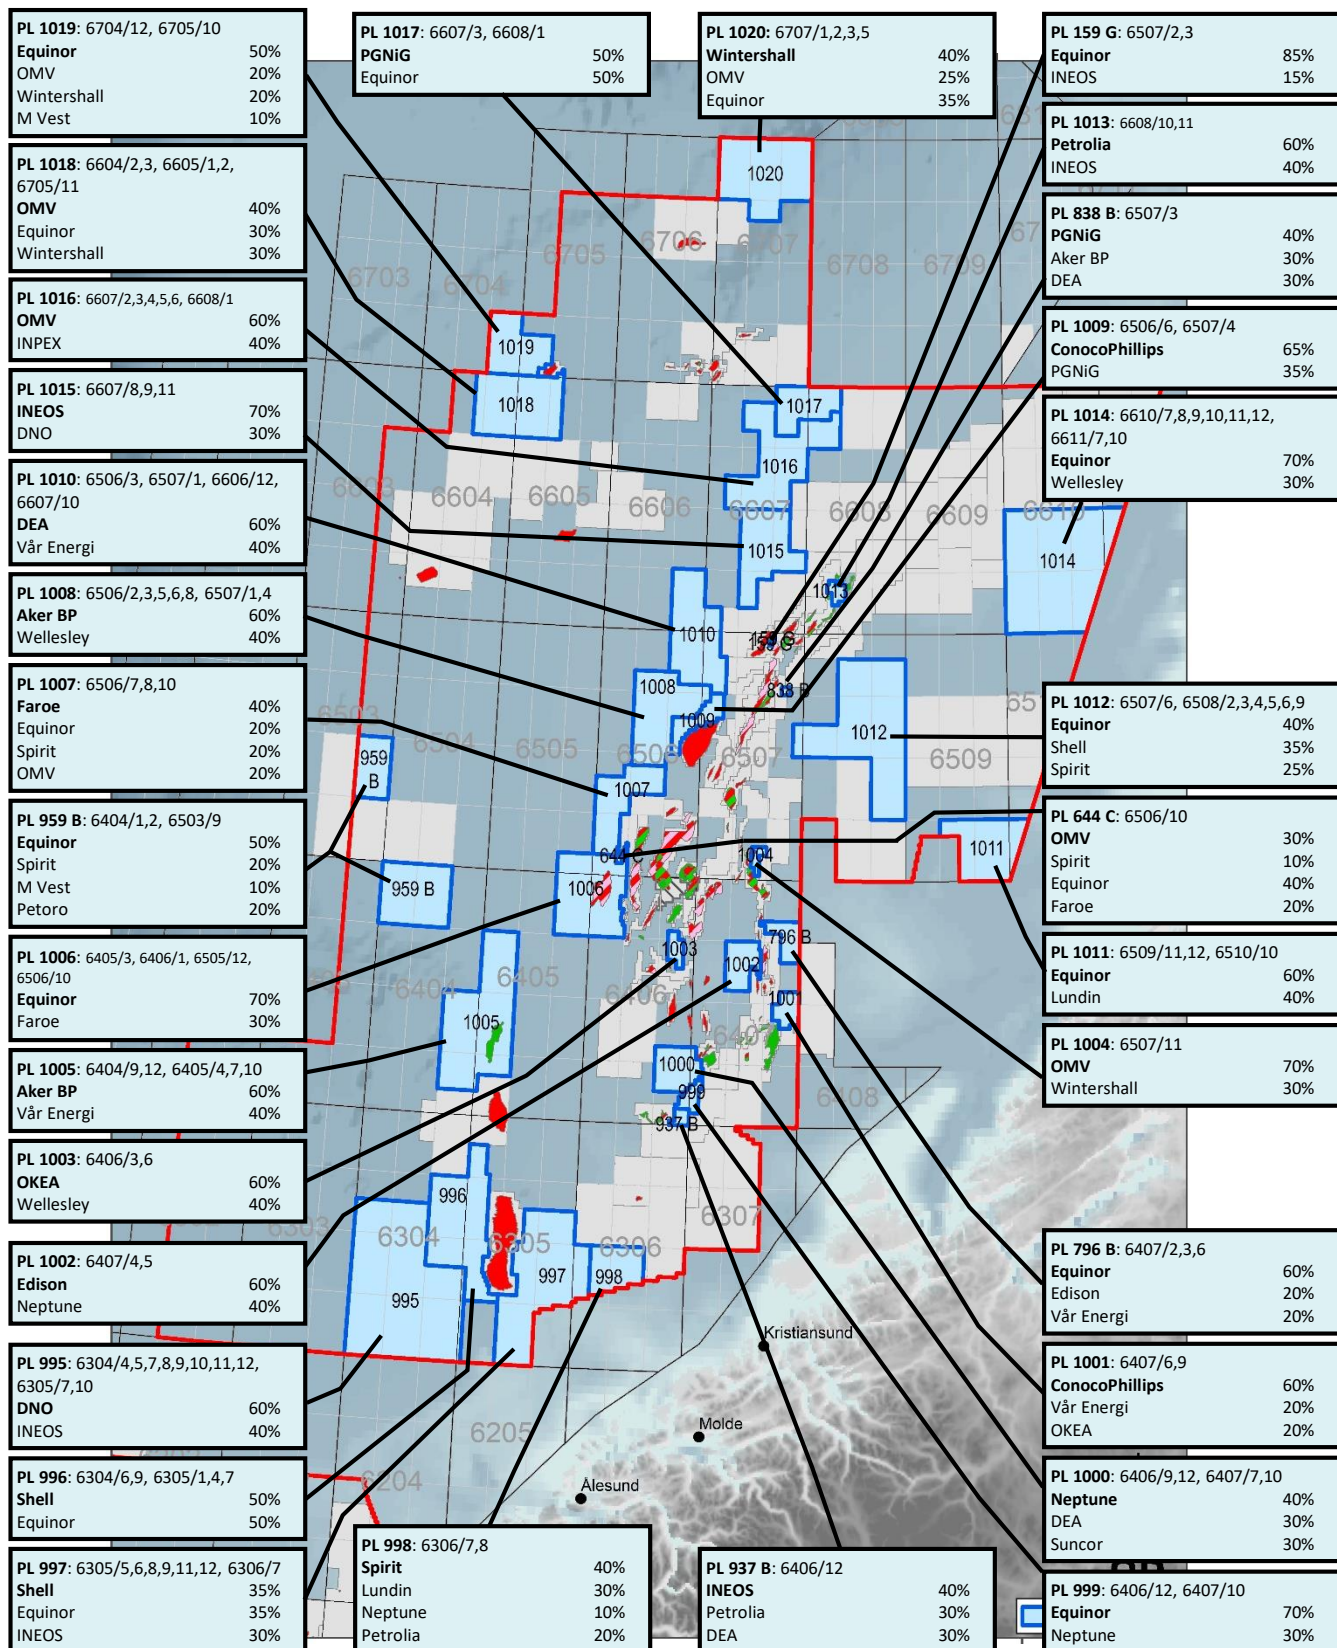 PL 1019: 6704/12, 6705/10
Equinor 50%
OMV 20%
Wintershall 20%
M Vest 10%
PL 1018: 6604/2,3, 6605/1,2,
6705/11
OMV 40%
Equinor 30%
Wintershall 30%
PL 1016: 6607/2,3,4,5,6, 6608/1
OMV 60%
INPEX 40%
PL 1015: 6607/8,9,11
INEOS 70%
DNO 30%
PL 1010: 6506/3, 6507/1, 6606/12,
6607/10
DEA 60%
Vår Energi 40%
PL 1008: 6506/2,3,5,6,8, 6507/1,4
Aker BP 60%
Wellesley 40%
PL 1007: 6506/7,8,10
Faroe 40%
Equinor 20%
Spirit 20%
OMV 20%
PL 959 B: 6404/1,2, 6503/9
Equinor 50%
Spirit 20%
M Vest 10%
Petoro 20%
PL 1006: 6405/3, 6406/1, 6505/12,
6506/10
Equinor 70%
Faroe 30%
PL 1005: 6404/9,12, 6405/4,7,10
Aker BP 60%
Vår Energi 40%
PL 1003: 6406/3,6
OKEA 60%
Wellesley 40%
PL 1002: 6407/4,5
Edison 60%
Neptune 40%
PL 995: 6304/4,5,7,8,9,10,11,12,
6305/7,10
DNO 60%
INEOS 40%
PL 996: 6304/6,9, 6305/1,4,7
Shell 50%
Equinor 50%
PL 997: 6305/5,6,8,9,11,12, 6306/7
Shell 35%
Equinor 35%
INEOS 30%
PL 1017: 6607/3, 6608/1
PGNiG 50%
Equinor 50%
PL 1020: 6707/1,2,3,5
Wintershall 40%
OMV 25%
Equinor 35%
PL 159 G: 6507/2,3
Equinor 85%
INEOS 15%
PL 1013: 6608/10,11
Petrolia 60%
INEOS 40%
PL 838 B: 6507/3
PGNiG 40%
Aker BP 30%
DEA 30%
PL 1009: 6506/6, 6507/4
ConocoPhillips 65%
PGNiG 35%
PL 1014: 6610/7,8,9,10,11,12,
6611/7,10
Equinor 70%
Wellesley 30%
PL 1012: 6507/6, 6508/2,3,4,5,6,9
Equinor 40%
Shell 35%
Spirit 25%
PL 644 C: 6506/10
OMV 30%
Spirit 10%
Equinor 40%
Faroe 20%
PL 1011: 6509/11,12, 6510/10
Equinor 60%
Lundin 40%
PL 1004: 6507/11
OMV 70%
Wintershall 30%
PL 796 B: 6407/2,3,6
Equinor 60%
Edison 20%
Vår Energi 20%
PL 1001: 6407/6,9
ConocoPhillips 60%
Vår Energi 20%
OKEA 20%
PL 1000: 6406/9,12, 6407/7,10
Neptune 40%
DEA 30%
Suncor 30%
PL 999: 6406/12, 6407/10
Equinor 70%
Neptune 30%
PL 998: 6306/7,8
Spirit 40%
Lundin 30%
Neptune 10%
Petrolia 20%
PL 937 B: 6406/12
INEOS 40%
Petrolia 30%
DEA 30%
1020
6706 6707
6705
6703 6704 6708 6709
1019
1018 1017
1016
6604 6605 6606 6607 6608 6609
1015 1014
1013
1010
159 G
1008 838 B
1009
1012
6503 6504 6505 6506 6507 6509
959
B
1007
644 C 1004 1011
1006
959 B
796 B
1003
1002
6404 6405 6406
1001
1005
6407
1000
999
6408
937 B
996
6303 6304 6305 6306 6307
997 998
995
Kristiansund
6205 Molde
6204 Ålesund